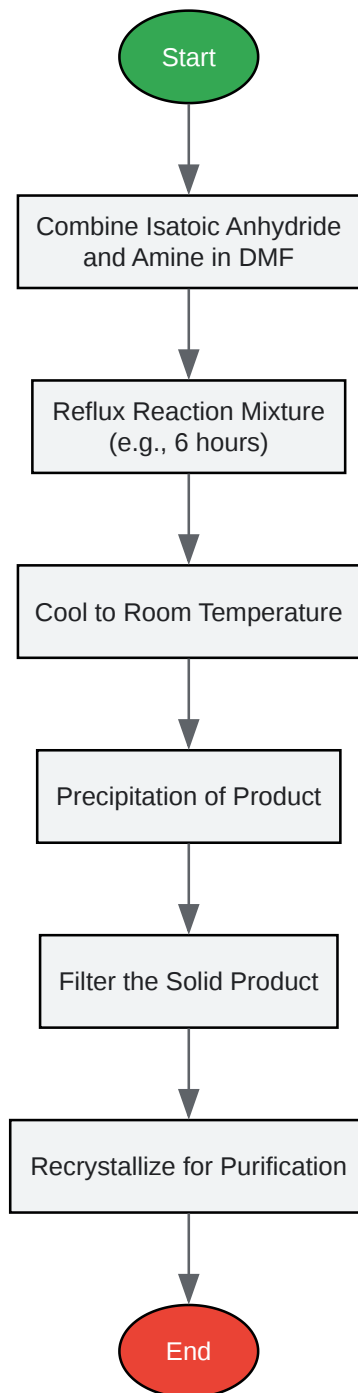 Start
Combine Isatoic Anhydride
and Amine in DMF
Reflux Reaction Mixture
(e.g., 6 hours)
Cool to Room Temperature
Precipitation of Product
Filter the Solid Product
Recrystallize for Purification
End